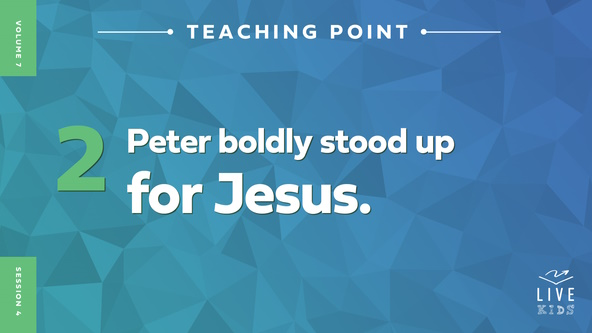 VOLUME 7
TEACHING POINT
2
Peter boldly stood up
for Jesus.
SESSION 4
LIVE
KIDS